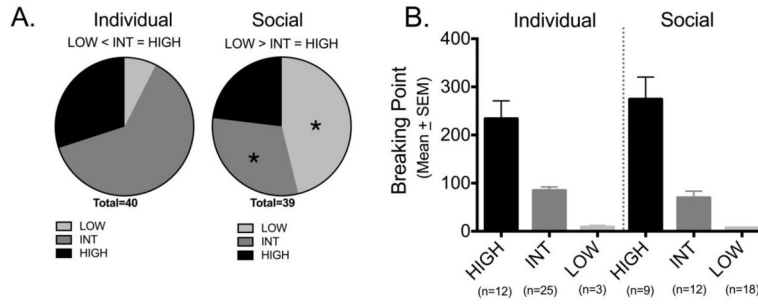 A.
Individual
LOW < INT = HIGH
Total=40
LOW
INT
HIGH
Social
LOW > INT = HIGH
*
*
Total=39
LOW
INT
HIGH
B.
Individual
Social
Breaking Point
(Mean ± SEM)
400
300
200
100
0
HIGH
INT
LOW
HIGH
INT
LOW
(n=12)
(n=25)
(n=3)
(n=9)
(n=12)
(n=18)